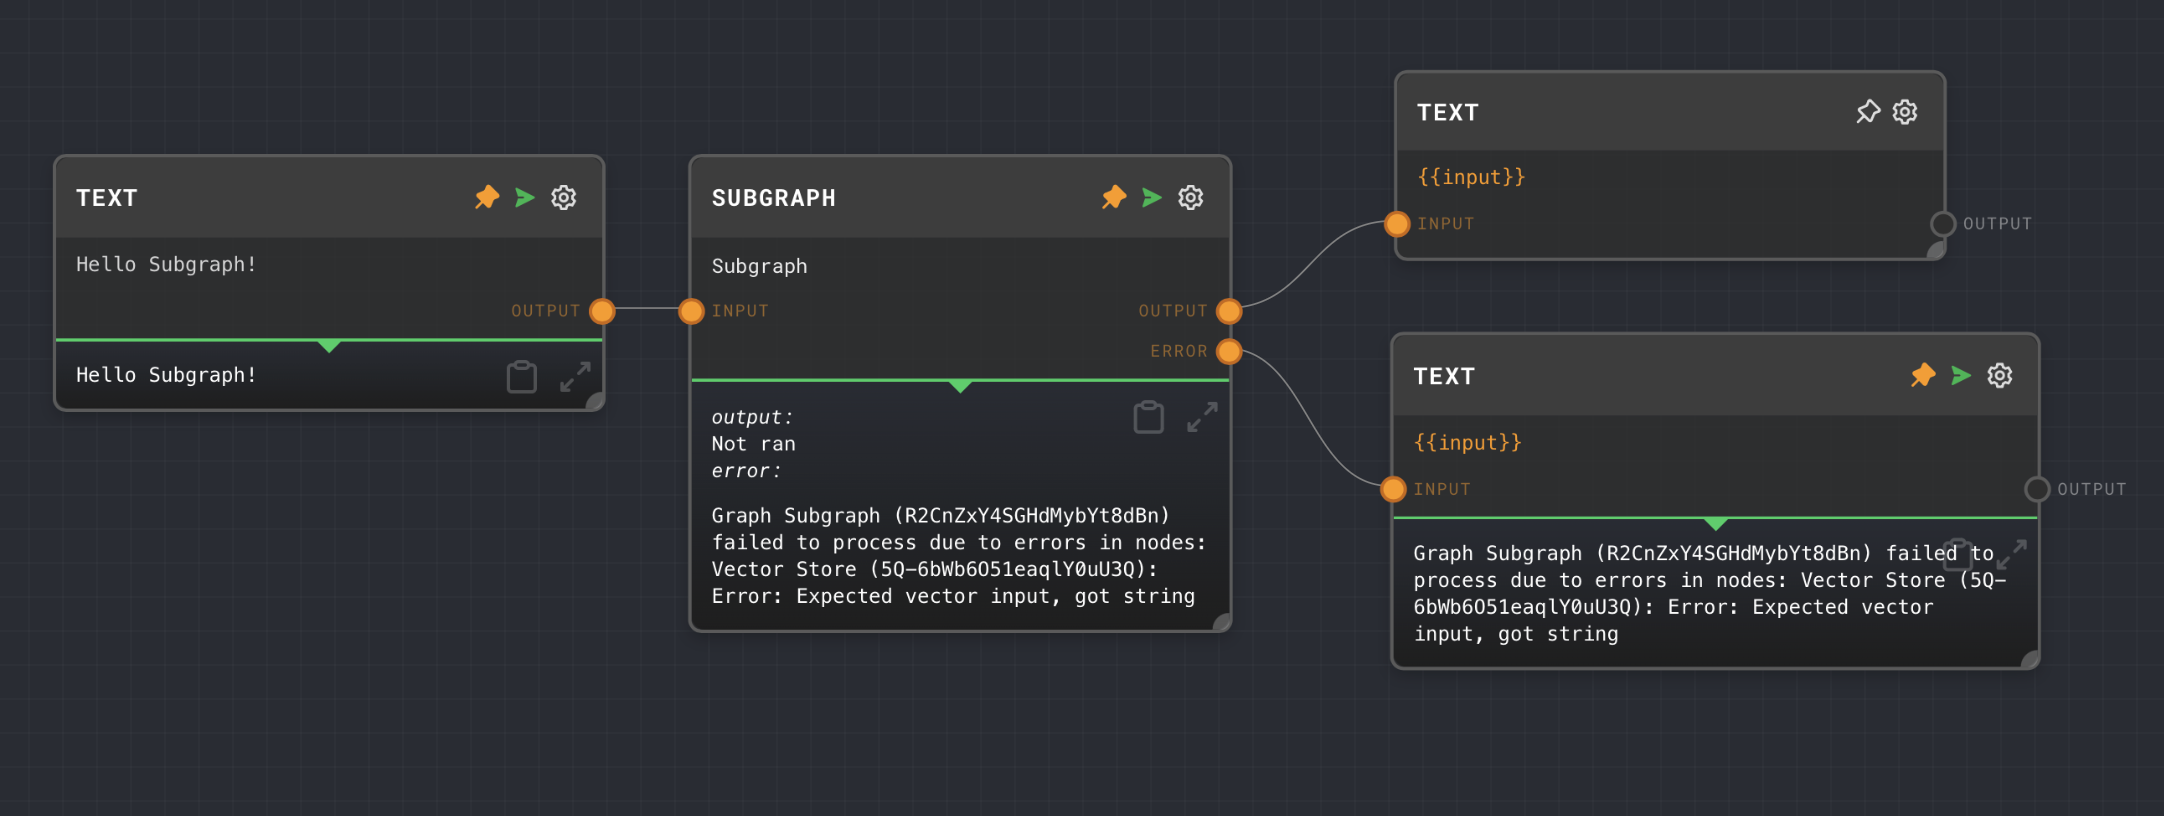 TEXT
Hello Subgraph!
OUTPUT
Hello Subgraph!
SUBGRAPH
Subgraph
INPUT
OUTPUT
ERROR
output:
Not ran
error:
Graph Subgraph (R2CnZxY4SGHdMybYt8dBn)
failed to process due to errors in nodes:
Vector Store (5Q-6bWb6O51eaqlY0uU3Q):
Error: Expected vector input, got string
TEXT
{{input}}
INPUT
OUTPUT
TEXT
{{input}}
INPUT
OUTPUT
Graph Subgraph (R2CnZxY4SGHdMybYt8dBn) failed to
process due to errors in nodes: Vector Store (5Q-
6bWb6O51eaqlY0uU3Q): Error: Expected vector
input, got string